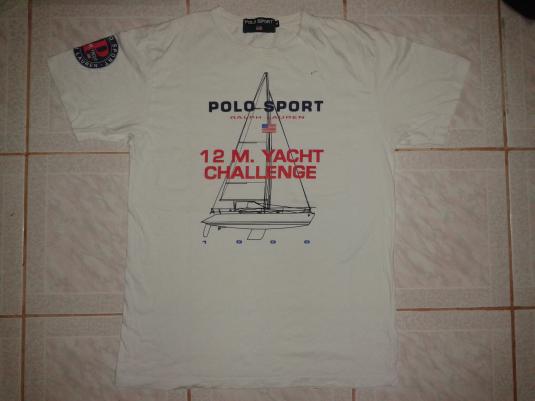 POLO SPORT
POLO SPORT
RALPH LAUREN
12 M. YACHT
CHALLENGE
P